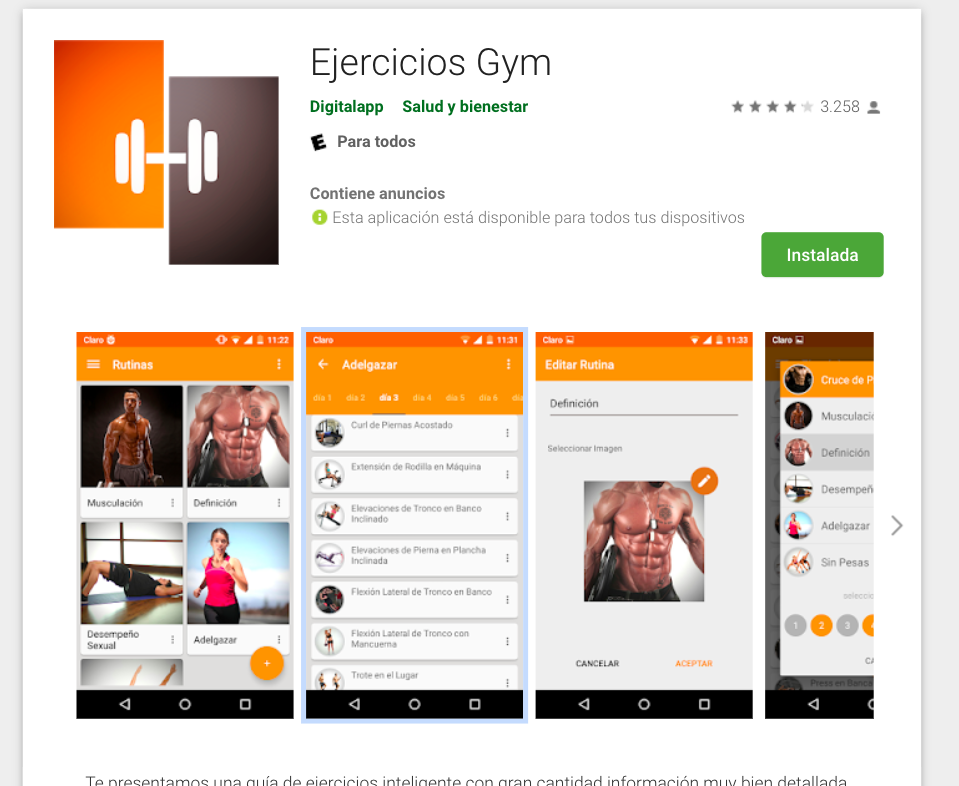 Ejercicios Gym
Digitalapp Salud y bienestar
3.258
E Para todos
Contiene anuncios
Esta aplicación está disponible para todos tus dispositivos
Instalada
Claro 11:22
Rutinas
Musculación
Definición
Desempeño
Sexual
Adelgazar
+
Claro 11:31
Adelgazar
día 1 día 2 día 3 día 4 día 5 día 6
Curl de Piernas Acostado
Extensión de Rodilla en Máquina
Elevaciones de Tronco en Banco
Inclinado
Elevaciones de Pierna en Plancha
Inclinada
Flexión Lateral de Tronco en Banco
Flexión Lateral de Tronco con
Mancuerna
Trote en el Lugar
Claro 11:33
Editar Rutina
Definición
Seleccionar Imagen
CANCELAR ACEPTAR
Claro
Cruce de P
Musculació
Definición
Desempeñ
Adelgazar
Sin Pesas
selecci
1 2 3 4
CA
Press en Banca
Te presentamos una guía de ejercicios inteligente con gran cantidad información muy bien detallada